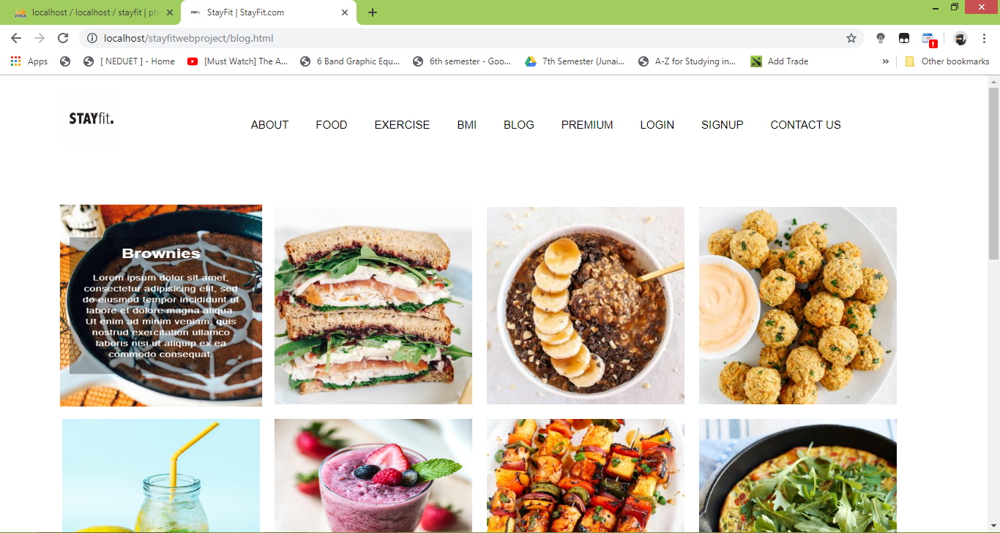 localhost / localhost / stayfit | ph
StayFit | StayFit.com
localhost/stayfitwebproject/blog.html
Apps
[ NEDUET ] - Home
[Must Watch] The A...
6 Band Graphic Equ...
6th semester - Goo...
7th Semester (Junai...
A-Z for Studying in...
Add Trade
Other bookmarks
STAYfit.
ABOUT
FOOD
EXERCISE
BMI
BLOG
PREMIUM
LOGIN
SIGNUP
CONTACT US
Brownies
Lorem ipsum dolor sit amet,
consectetur adipisicing elit, sed
do eiusmod tempor incididunt ut
labore et dolore magna aliqua.
Ut enim ad minim veniam, quis
nostrud exercitation ullamco
laboris nisi ut aliquip ex ea
commodo consequat.